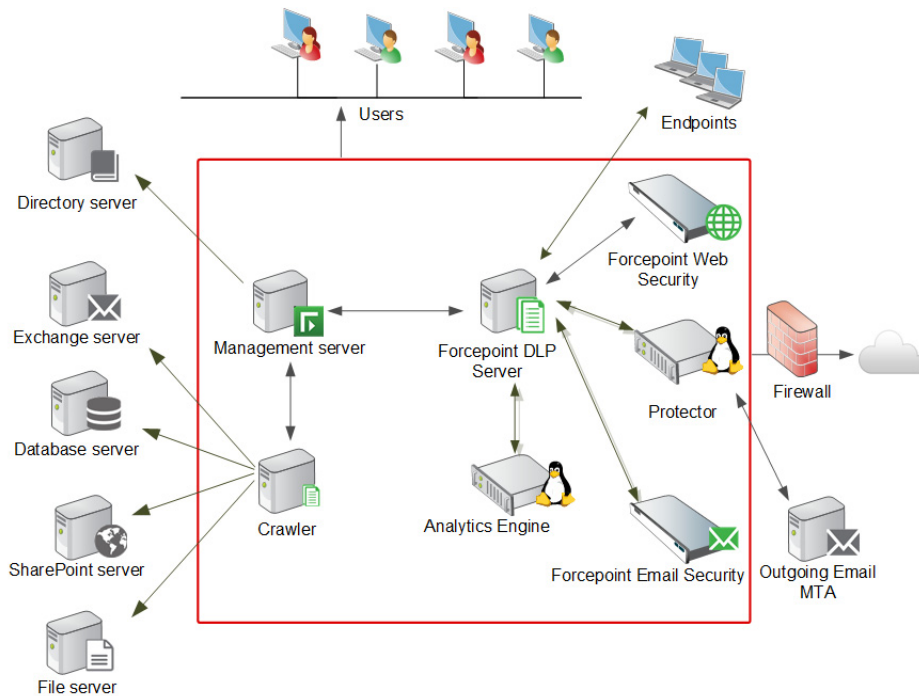 Users
Endpoints
Directory server
Forcepoint Web
Security
Exchange server
Management server
Forcepoint DLP
Server
Protector
Firewall
Database server
Crawler
Analytics Engine
SharePoint server
Forcepoint Email Security
Outgoing Email
MTA
File server